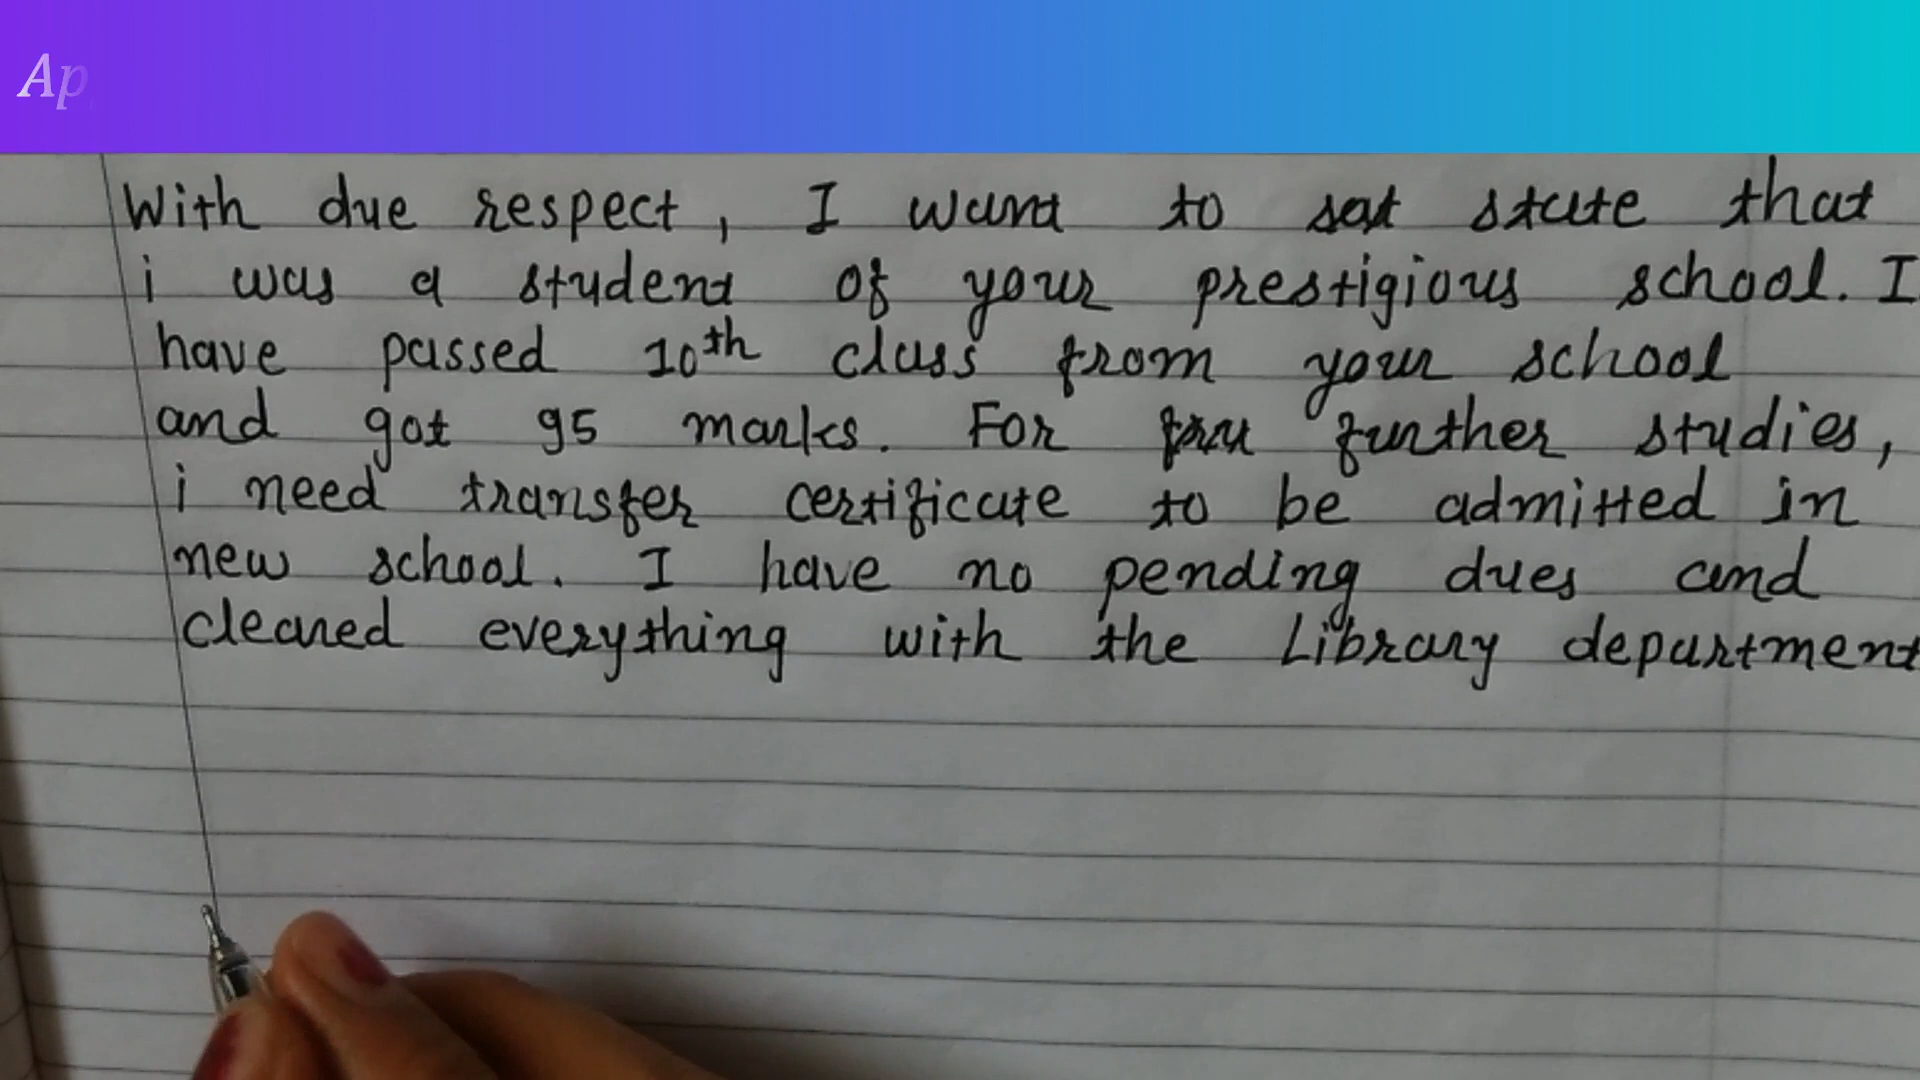 Ap
With due respect, I want to sat state that
i was a student of your prestigious school. I
have passed 10th class from your school
and got 95 marks. For further studies,
i need transfer certificate to be admitted in
new school. I have no pending dues and
cleared everything with the Library department